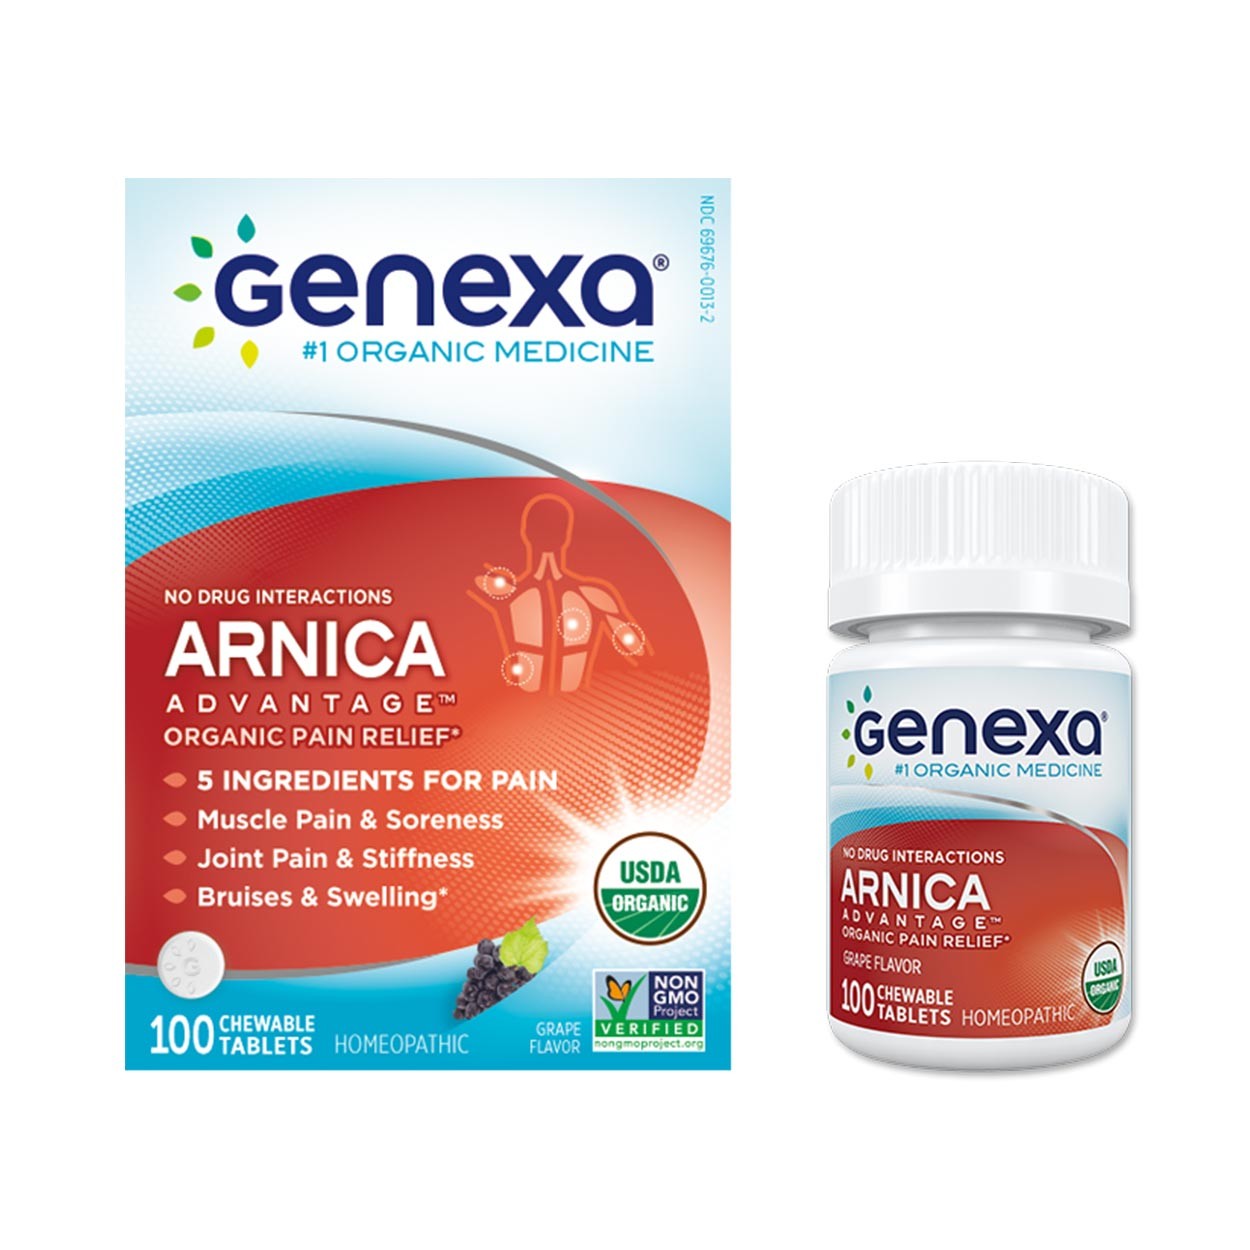 Genexa®
#1 ORGANIC MEDICINE
NDC 69676-0013-2
NO DRUG INTERACTIONS
ARNICA
ADVANTAGE™
ORGANIC PAIN RELIEF*
5 INGREDIENTS FOR PAIN
Muscle Pain & Soreness
Joint Pain & Stiffness
Bruises & Swelling*
USDA
ORGANIC
G
100 CHEWABLE
TABLETS
HOMEOPATHIC
GRAPE
FLAVOR
NON
GMO
Project
VERIFIED
nongmoproject.org
Genexa®
#1 ORGANIC MEDICINE
NO DRUG INTERACTIONS
ARNICA
ADVANTAGE™
ORGANIC PAIN RELIEF*
GRAPE FLAVOR
USDA
ORGANIC
100 CHEWABLE
TABLETS
HOMEOPATHIC